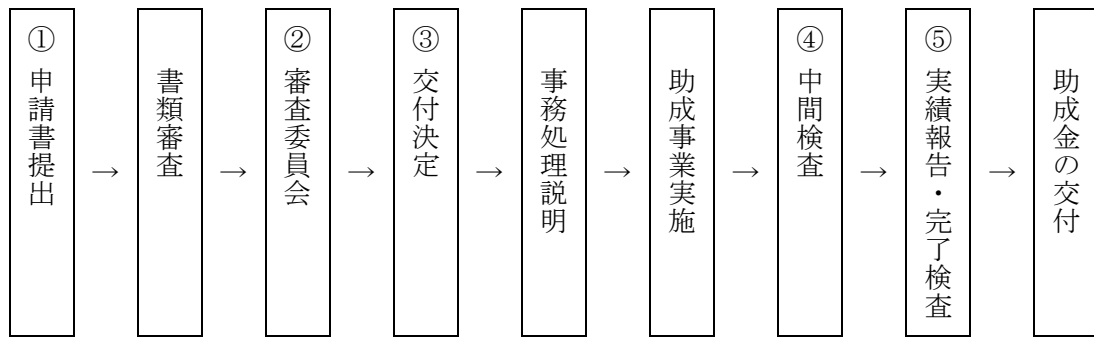 ①申請書提出
→
書類審査
→
②審査委員会
→
③交付決定
→
事務処理説明
→
助成事業実施
→
④中間検査
→
⑤実績報告・完了検査
→
助成金の交付